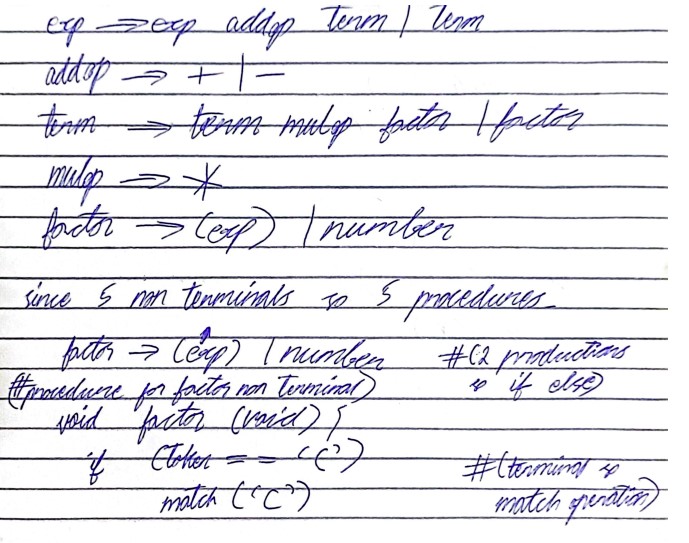 exp → exp addop term | term
addop → + | -
term → term mulop factor | factor
mulop → *
factor → (exp) | number
since 5 non terminals so 5 procedures
factor → (exp) | number #(2 productions
so if else)
(#procedure for factor non terminal)
void factor (void) {
if (token == '(')
#(terminal so
match ('(') match operation)